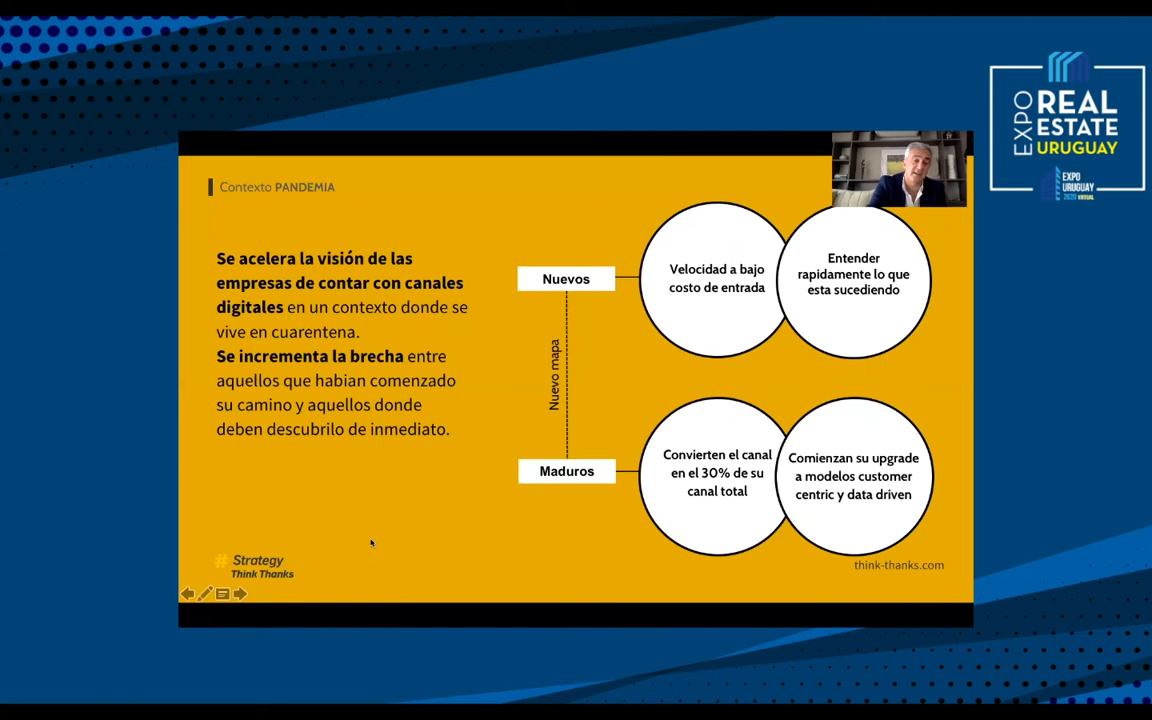 EXPO
REAL
ESTATE
URUGUAY
EXPO
URUGUAY
2020 VIRTUAL
Contexto PANDEMIA
Se acelera la visión de las
empresas de contar con canales
digitales en un contexto donde se
vive en cuarentena.
Se incrementa la brecha entre
aquellos que habian comenzado
su camino y aquellos donde
deben descubrilo de inmediato.
Nuevos
Nuevo mapa
Maduros
Velocidad a bajo
costo de entrada
Entender
rapidamente lo que
esta sucediendo
Convierten el canal
en el 30% de su
canal total
Comienzan su upgrade
a modelos customer
centric y data driven
# Strategy
Think Thanks
think-thanks.com